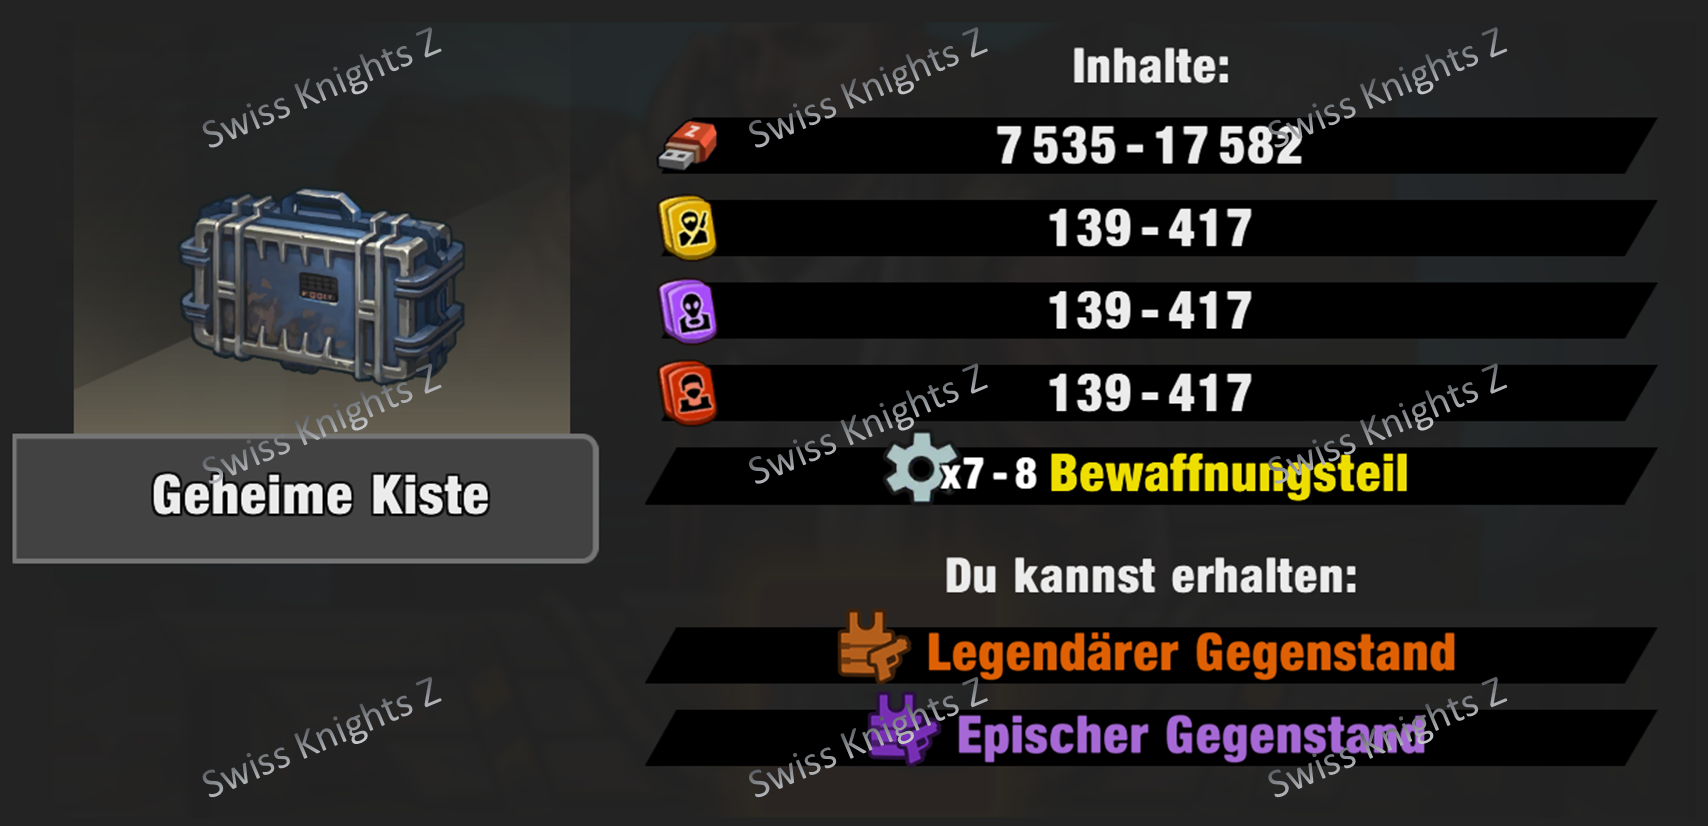 Inhalte:
7 535 - 17 582
139 - 417
139 - 417
139 - 417
x7 - 8 Bewaffnungsteil
Geheime Kiste
Du kannst erhalten:
Legendärer Gegenstand
Epischer Gegenstand
Z
Swiss Knights Z
Swiss Knights Z
Swiss Knights Z
Swiss Knights Z
Swiss Knights Z
Swiss Knights Z
Swiss Knights Z
Swiss Knights Z
Swiss Knights Z